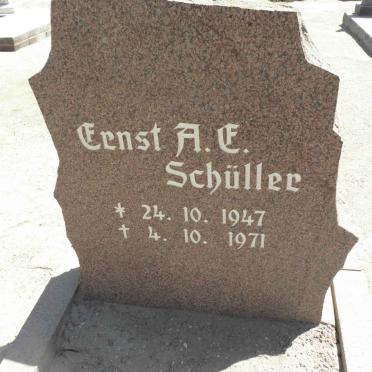 Ernst A. E.
Schüller
* 24. 10. 1947
† 4. 10. 1971